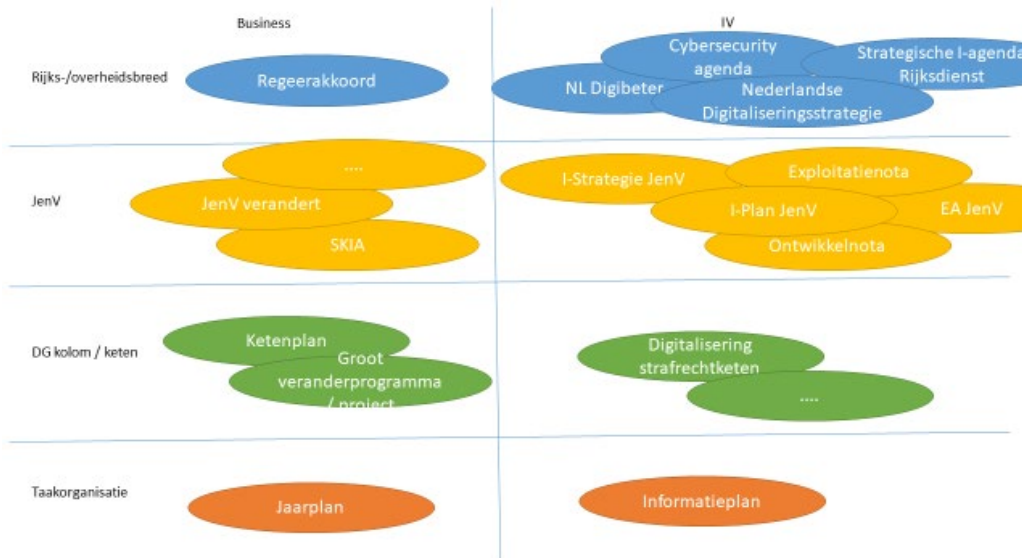 Business
IV
Rijks-/overheidsbreed
Regeerakkoord
Cybersecurity
agenda
Strategische I-agenda
Rijksdienst
NL Digibeter
Nederlandse
Digitaliseringsstrategie
JenV
....
JenV verandert
SKIA
I-Strategie JenV
Exploitatienota
I-Plan JenV
EA JenV
Ontwikkelnota
DG kolom / keten
Ketenplan
Groot
veranderprogramma
/ project
Digitalisering
strafrechtketen
....
Taakorganisatie
Jaarplan
Informatieplan